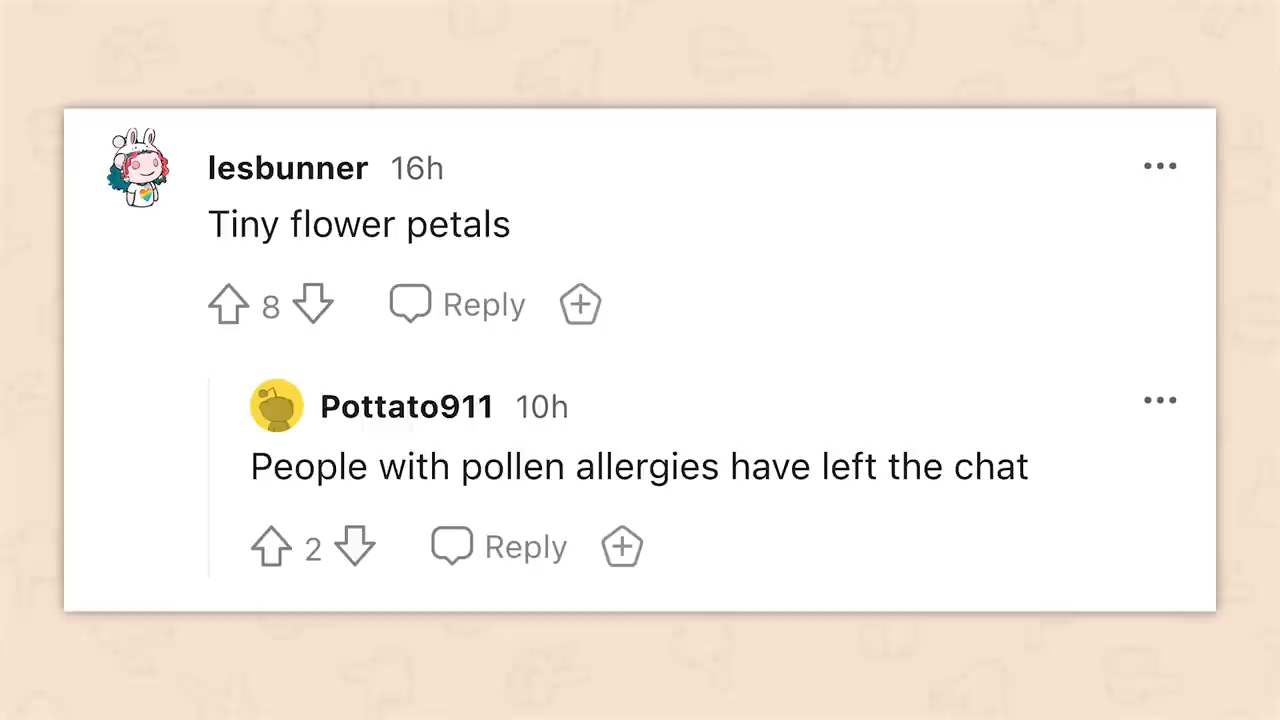 lesbunner 16h
Tiny flower petals
8 Reply
Pottato911 10h
People with pollen allergies have left the chat
2 Reply